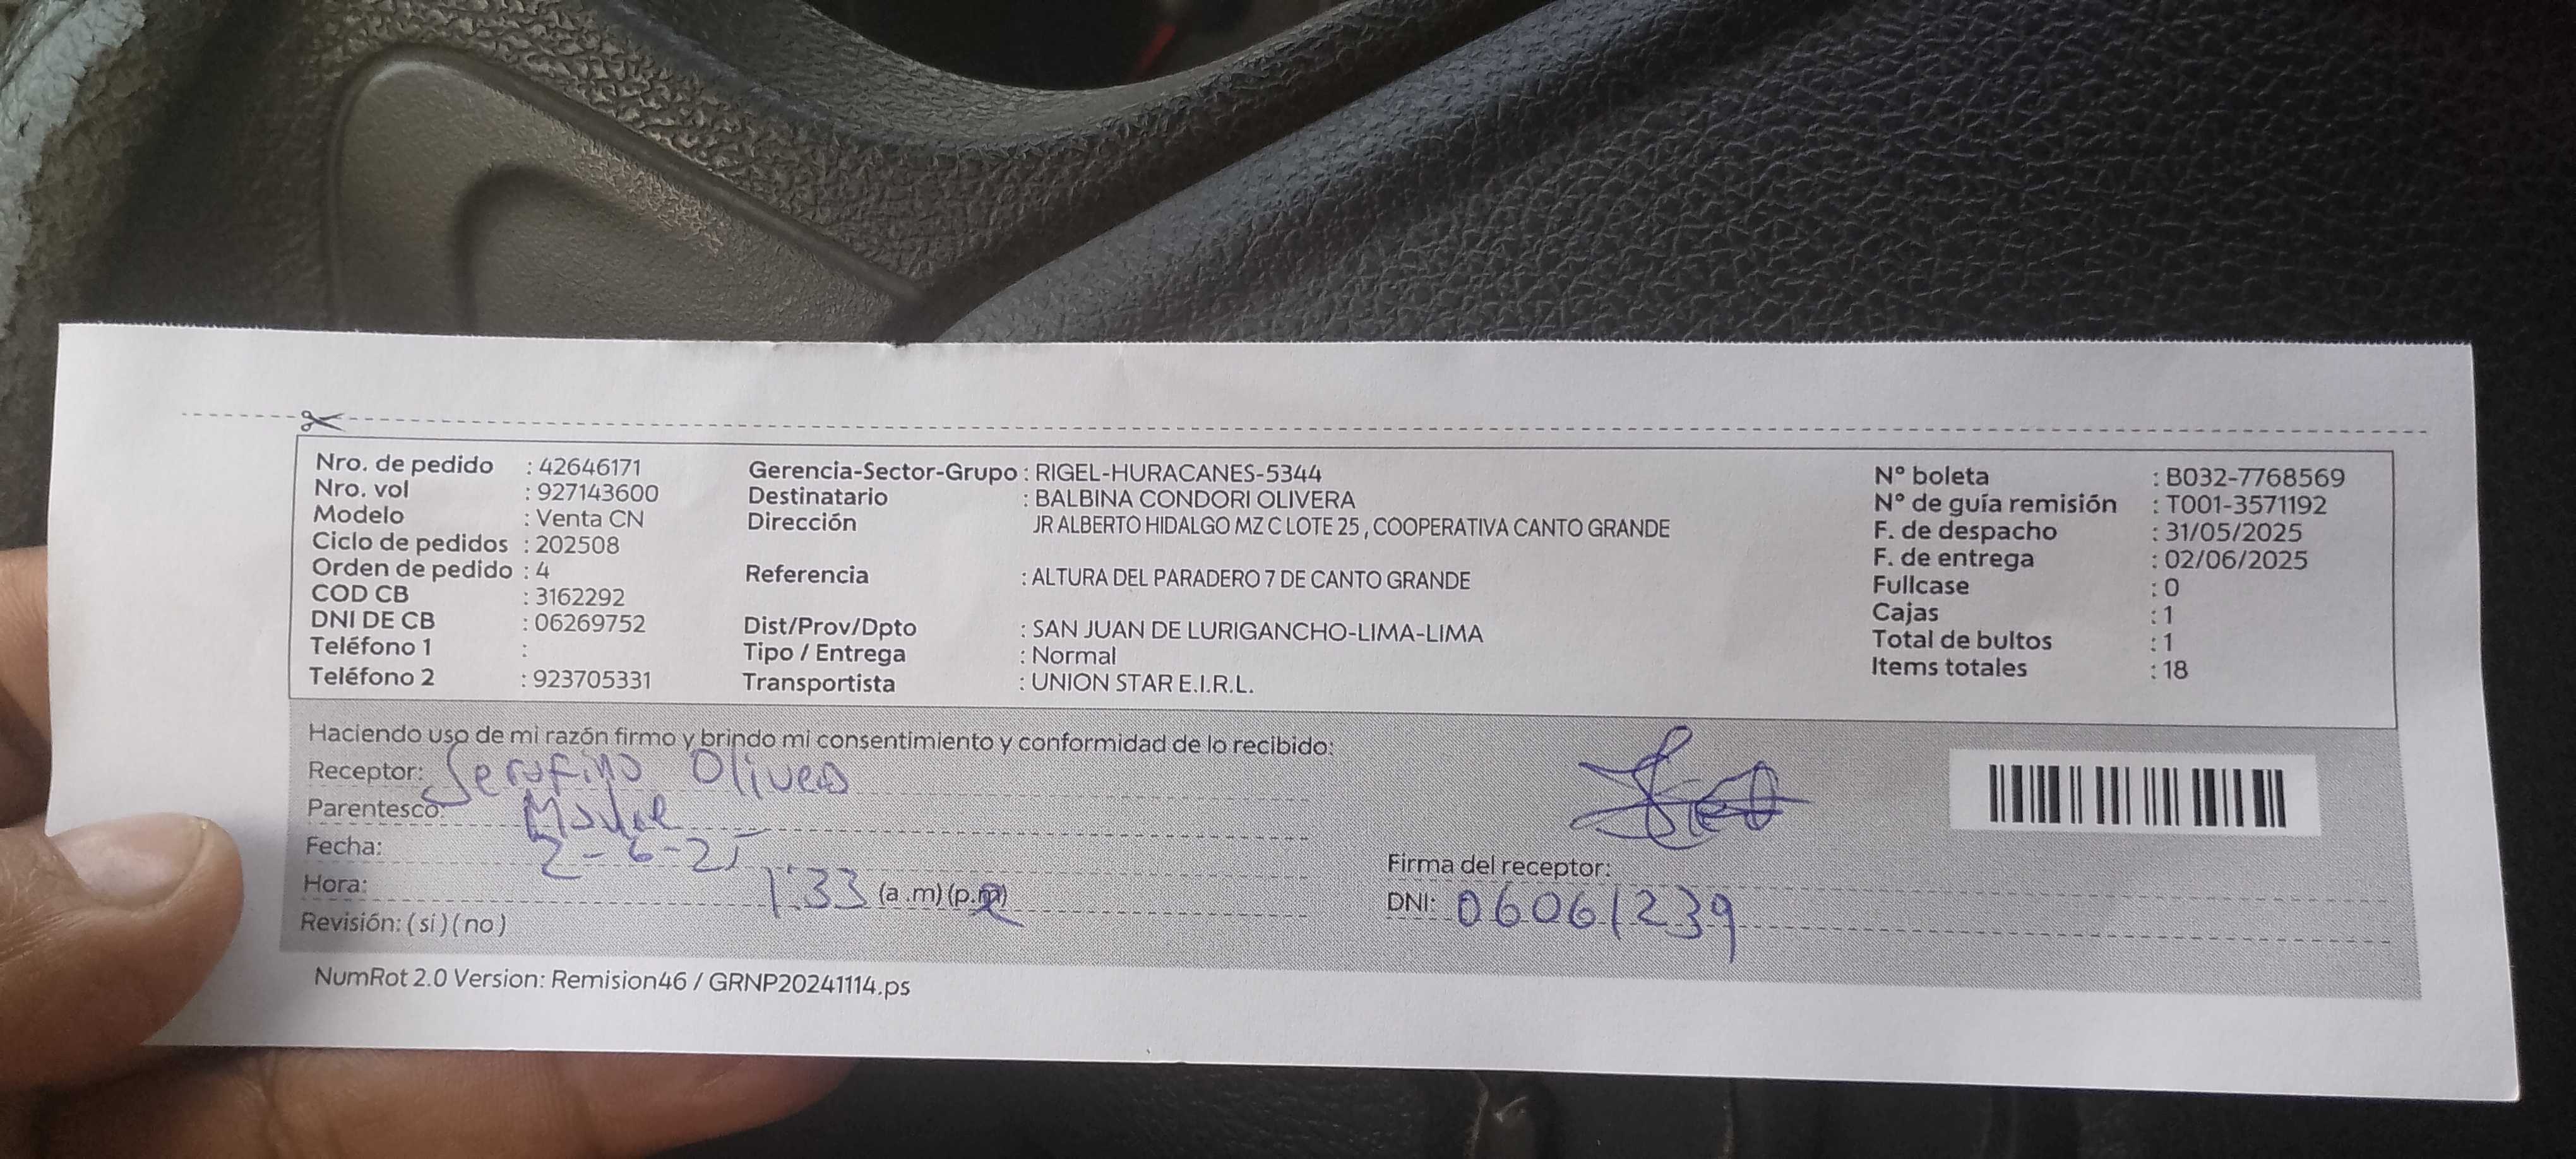 Nro. de pedido : 42646171
Nro. vol : 927143600
Modelo : Venta CN
Ciclo de pedidos : 202508
Orden de pedido : 4
COD CB : 3162292
DNI DE CB : 06269752
Teléfono 1 :
Teléfono 2 : 923705331
Gerencia-Sector-Grupo : RIGEL-HURACANES-5344
Destinatario : BALBINA CONDORI OLIVERA
Dirección JR ALBERTO HIDALGO MZ C LOTE 25 , COOPERATIVA CANTO GRANDE
Referencia : ALTURA DEL PARADERO 7 DE CANTO GRANDE
Dist/Prov/Dpto : SAN JUAN DE LURIGANCHO-LIMA-LIMA
Tipo / Entrega : Normal
Transportista : UNION STAR E.I.R.L.
N° boleta : B032-7768569
N° de guía remisión : T001-3571192
F. de despacho : 31/05/2025
F. de entrega : 02/06/2025
Fullcase : 0
Cajas : 1
Total de bultos : 1
Items totales : 18
Haciendo uso de mi razón firmo y brindo mi consentimiento y conformidad de lo recibido:
Receptor:
Parentesco: Madre
Fecha: 2-6-25
Hora: 1:33 (a.m)(p.m)
Revisión: (si)(no)
Firma del receptor:
DNI: 06061239
NumRot 2.0 Version: Remision46 / GRNP20241114.ps